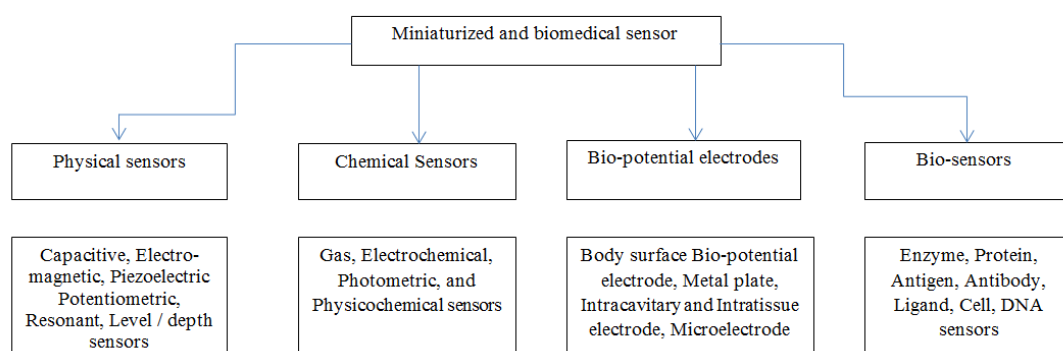 Miniaturized and biomedical sensor
Physical sensors
Chemical Sensors
Bio-potential electrodes
Bio-sensors
Capacitive, Electro-
magnetic, Piezoelectric
Potentiometric,
Resonant, Level / depth
sensors
Gas, Electrochemical,
Photometric, and
Physicochemical sensors
Body surface Bio-potential
electrode, Metal plate,
Intracavitary and Intratissue
electrode, Microelectrode
Enzyme, Protein,
Antigen, Antibody,
Ligand, Cell, DNA
sensors